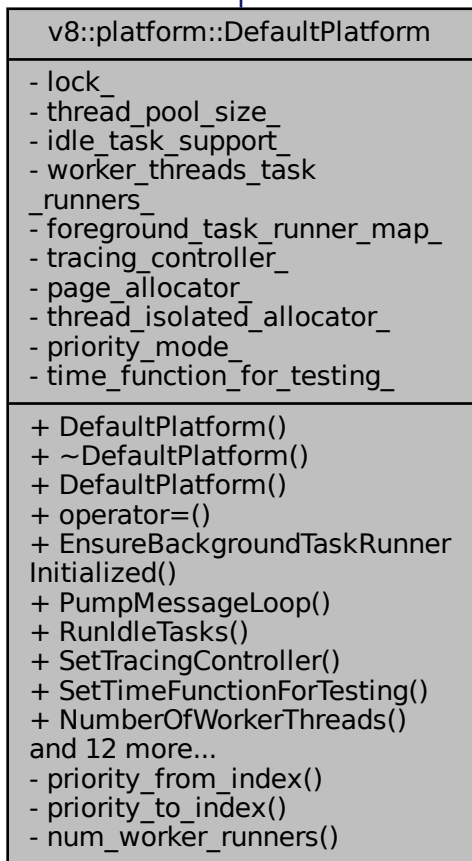 v8::platform::DefaultPlatform
- lock_
- thread_pool_size_
- idle_task_support_
- worker_threads_task
_runners_
- foreground_task_runner_map_
- tracing_controller_
- page_allocator_
- thread_isolated_allocator_
- priority_mode_
- time_function_for_testing_
+ DefaultPlatform()
+ ~DefaultPlatform()
+ DefaultPlatform()
+ operator=()
+ EnsureBackgroundTaskRunner
Initialized()
+ PumpMessageLoop()
+ RunIdleTasks()
+ SetTracingController()
+ SetTimeFunctionForTesting()
+ NumberOfWorkerThreads()
and 12 more...
- priority_from_index()
- priority_to_index()
- num_worker_runners()